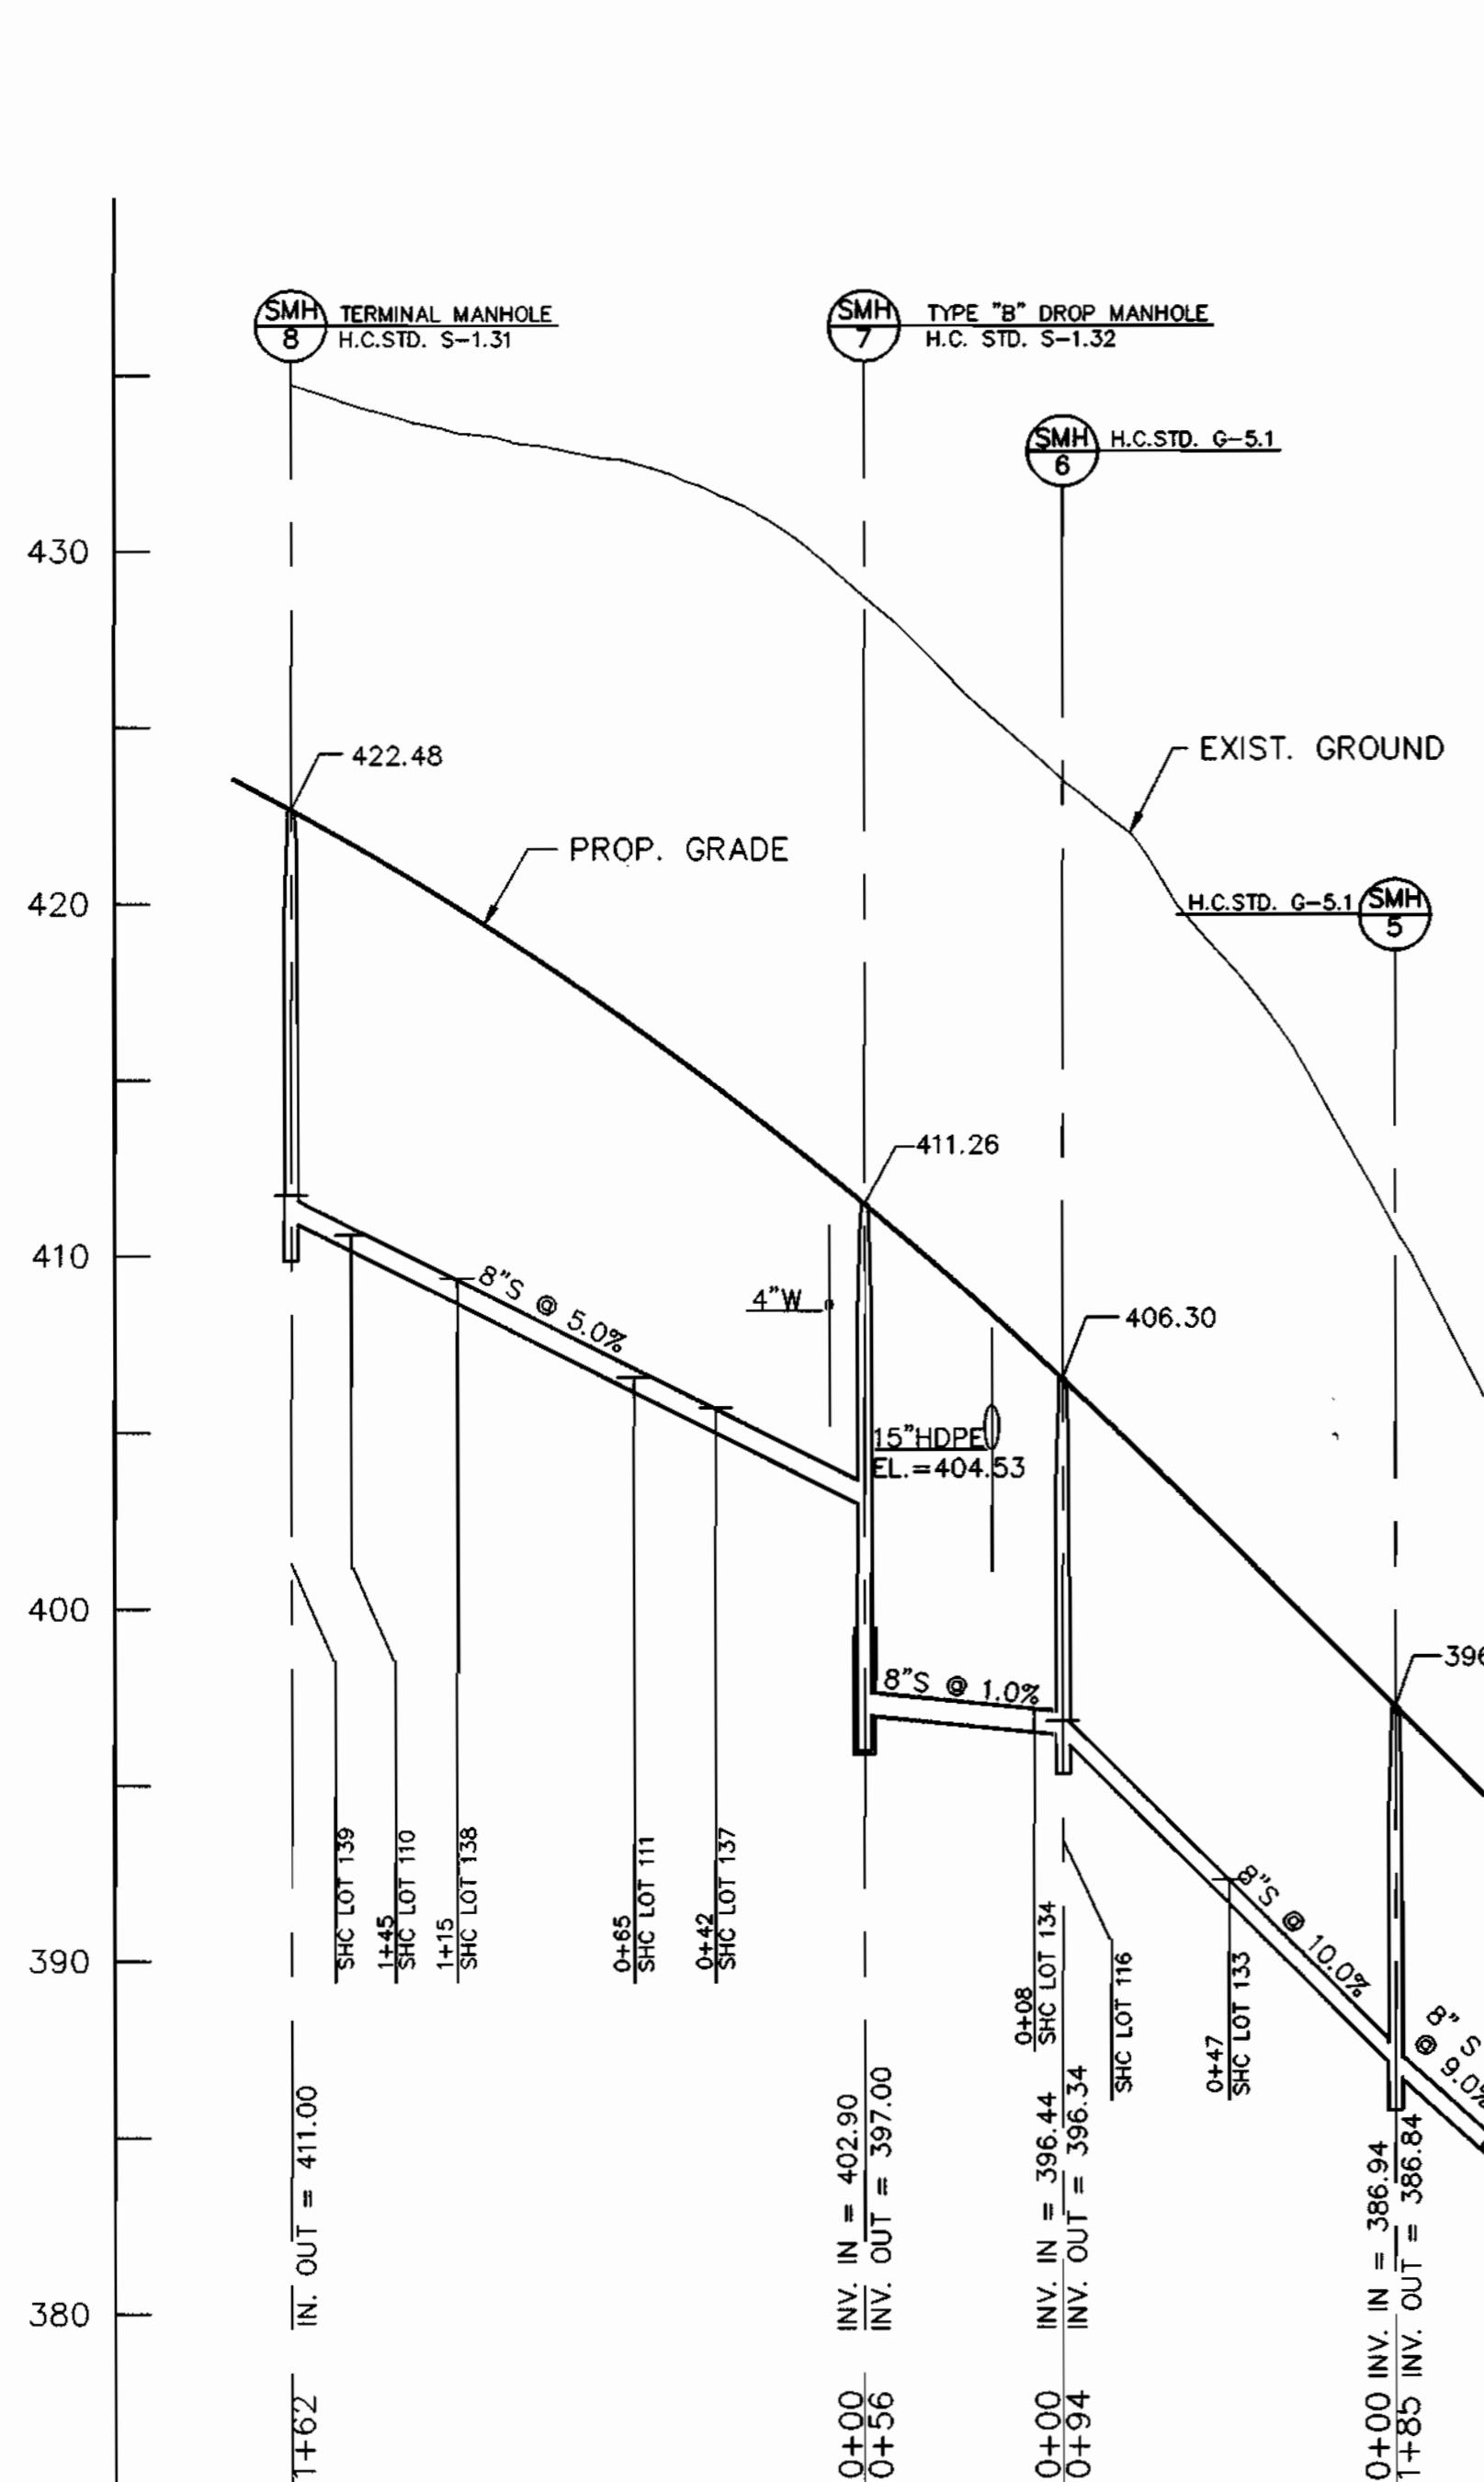 SMH
8
TERMINAL MANHOLE
H.C.STD. S-1.31
SMH
7
TYPE "B" DROP MANHOLE
H.C. STD. S-1.32
SMH
6
H.C.STD. G-5.1
430
422.48
EXIST. GROUND
PROP. GRADE
420
H.C.STD. G-5.1
SMH
5
411.26
410
8"S @ 5.0%
4"W
406.30
15"HDPE
EL.=404.53
400
396
8"S @ 1.0%
SHC LOT 139
1+45
SHC LOT 110
1+15
SHC LOT 138
0+65
SHC LOT 111
0+42
SHC LOT 137
0+08
SHC LOT 134
SHC LOT 116
0+47
SHC LOT 133
8"S @ 10.0%
8" S
@ 9.0%
390
380
IN. OUT = 411.00
INV. IN = 402.90
INV. OUT = 397.00
INV. IN = 396.44
INV. OUT = 396.34
INV. IN = 386.94
INV. OUT = 386.84
1+62
0+00
0+56
0+00
0+94
0+00
1+85